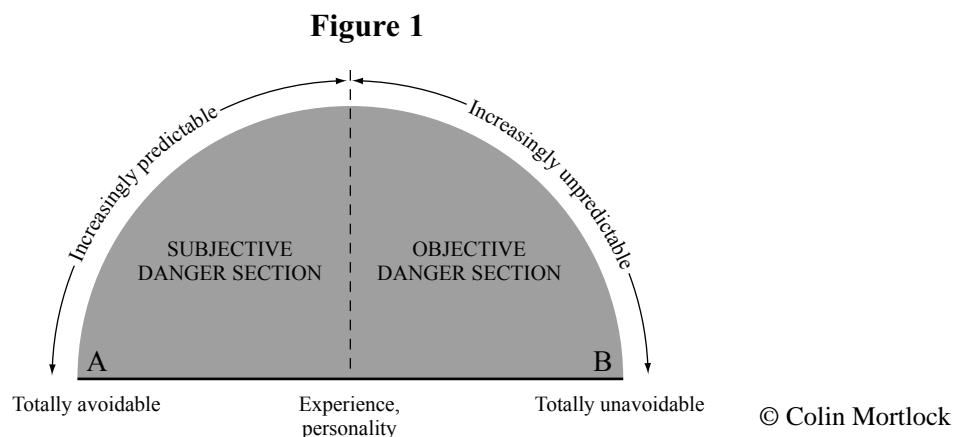 Figure 1
Increasingly predictable
Increasingly unpredictable
SUBJECTIVE
DANGER SECTION
OBJECTIVE
DANGER SECTION
A
B
Totally avoidable
Experience,
personality
Totally unavoidable
© Colin Mortlock